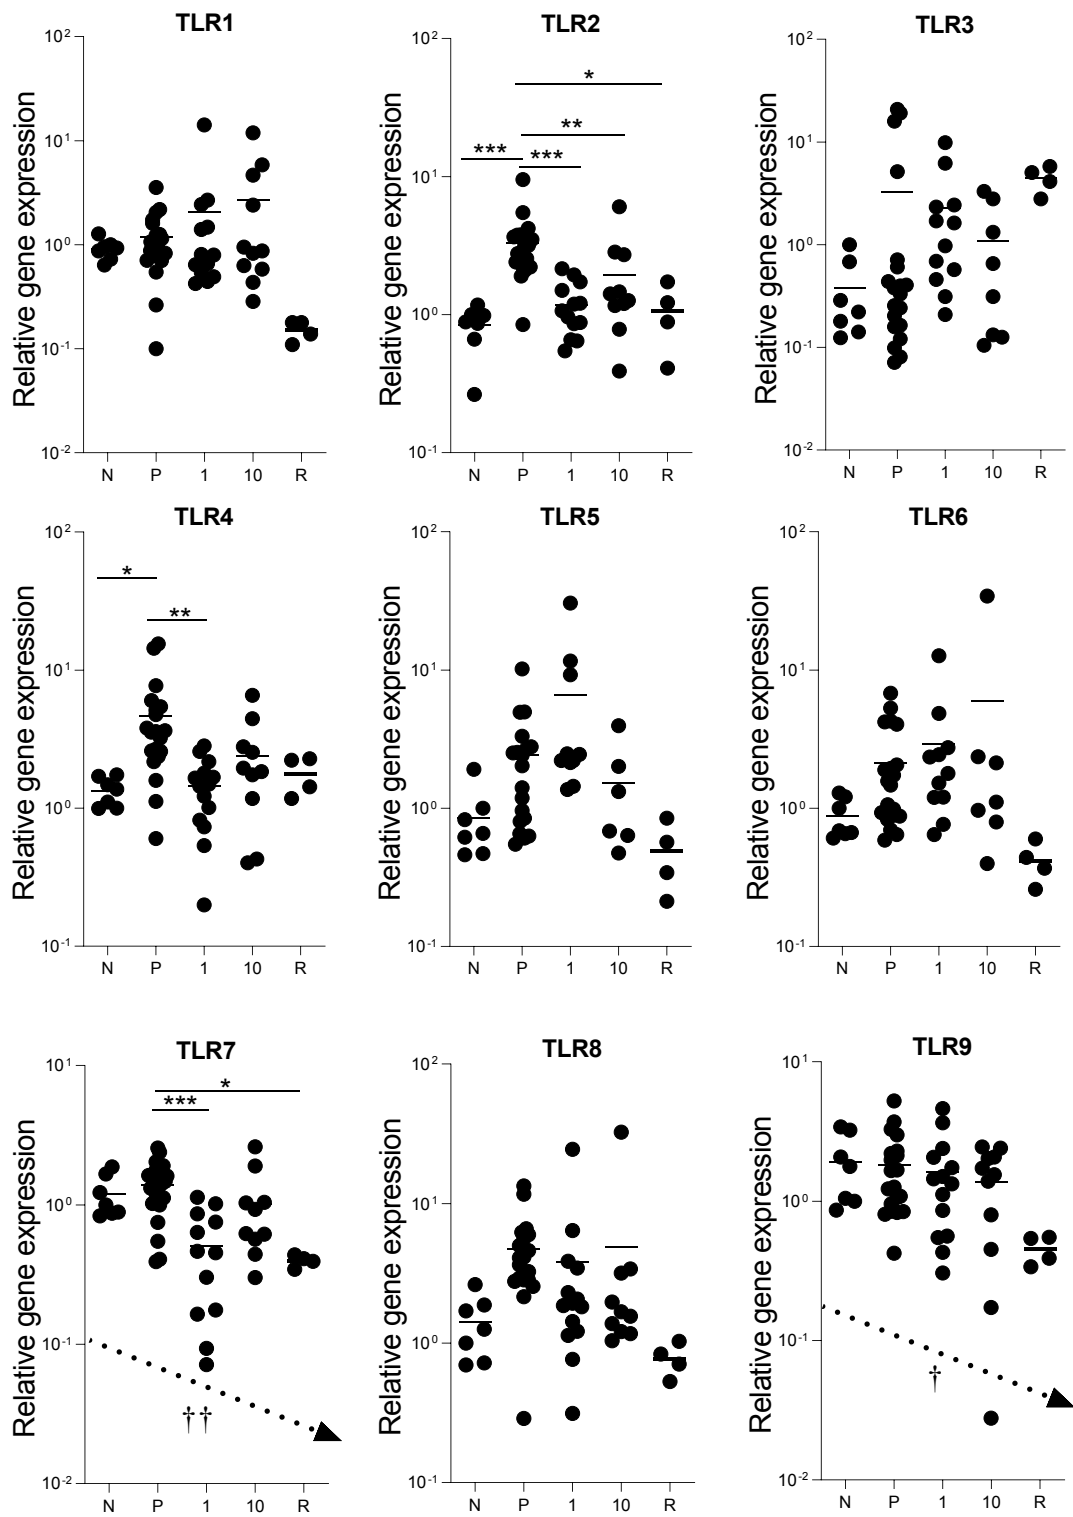 TLR1
Relative gene expression
10²
10¹
10⁰
10⁻¹
10⁻²
N P 1 10 R
TLR2
Relative gene expression
10²
10¹
10⁰
10⁻¹
*
**
*** ***
N P 1 10 R
TLR3
Relative gene expression
10²
10¹
10⁰
10⁻¹
10⁻²
N P 1 10 R
TLR4
Relative gene expression
10²
10¹
10⁰
10⁻¹
*
**
N P 1 10 R
TLR5
Relative gene expression
10²
10¹
10⁰
10⁻¹
N P 1 10 R
TLR6
Relative gene expression
10²
10¹
10⁰
10⁻¹
N P 1 10 R
TLR7
Relative gene expression
10¹
10⁰
10⁻¹
10⁻²
*
***
††
N P 1 10 R
TLR8
Relative gene expression
10²
10¹
10⁰
10⁻¹
N P 1 10 R
TLR9
Relative gene expression
10¹
10⁰
10⁻¹
10⁻²
†
N P 1 10 R